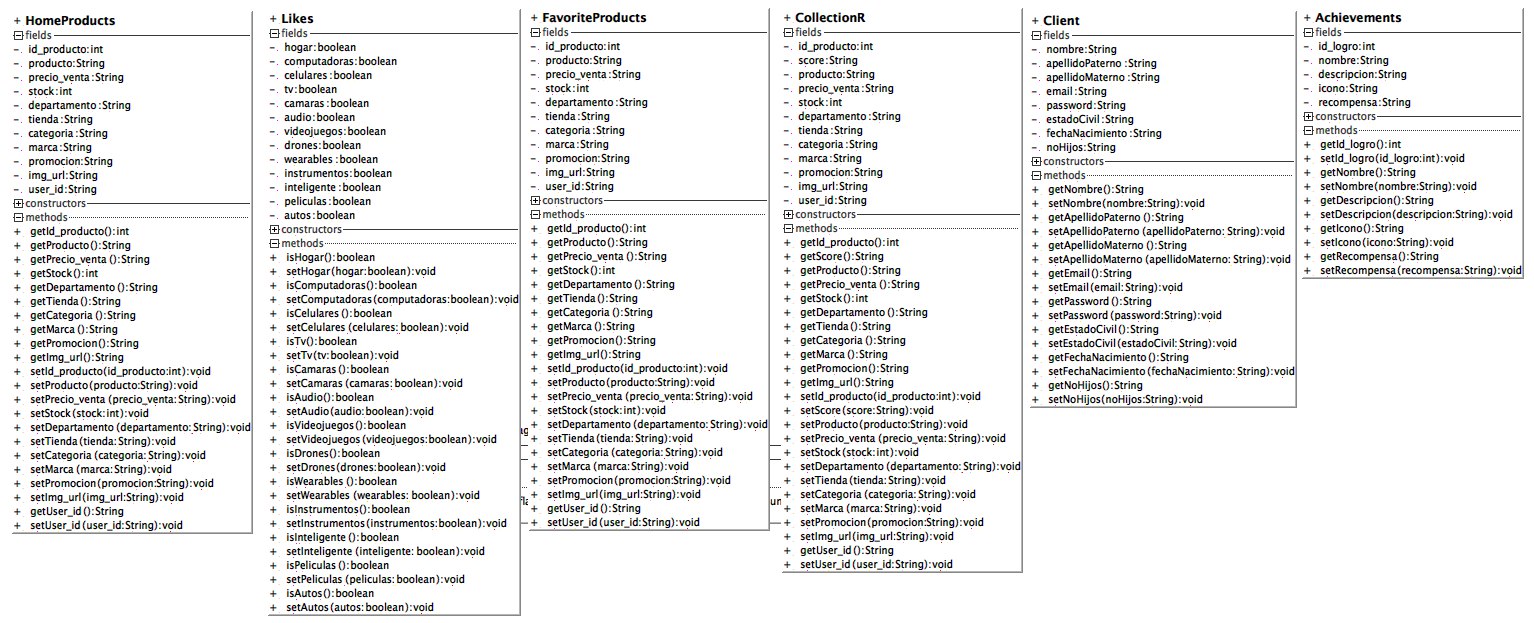 + HomeProducts
fields
-. id_producto:int
-. producto:String
-. precio_venta :String
-. stock:int
-. departamento :String
-. tienda:String
-. categoria :String
-. marca:String
-. promocion:String
-. img_url:String
-. user_id:String
constructors
methods
+ getId_producto():int
+ getProducto():String
+ getPrecio_venta ():String
+ getStock():int
+ getDepartamento ():String
+ getTienda():String
+ getCategoria ():String
+ getMarca ():String
+ getPromocion():String
+ getImg_url():String
+ setId_producto(id_producto:int):void
+ setProducto(producto:String):void
+ setPrecio_venta (precio_venta:String):void
+ setStock(stock:int):void
+ setDepartamento (departamento:String):void
+ setTienda(tienda:String):void
+ setCategoria (categoria:String):void
+ setMarca (marca:String):void
+ setPromocion(promocion:String):void
+ setImg_url(img_url:String):void
+ getUser_id():String
+ setUser_id(user_id:String):void
+ Likes
fields
-. hogar:boolean
-. computadoras:boolean
-. celulares :boolean
-. tv:boolean
-. camaras :boolean
-. audio:boolean
-. videojuegos:boolean
-. drones:boolean
-. wearables :boolean
-. instrumentos:boolean
-. inteligente :boolean
-. peliculas :boolean
-. autos:boolean
constructors
methods
+ isHogar():boolean
+ setHogar(hogar:boolean):void
+ isComputadoras():boolean
+ setComputadoras(computadoras:boolean):void
+ isCelulares ():boolean
+ setCelulares (celulares:boolean):void
+ isTv():boolean
+ setTv(tv:boolean):void
+ isCamaras ():boolean
+ setCamaras (camaras:boolean):void
+ isAudio():boolean
+ setAudio(audio:boolean):void
+ isVideojuegos():boolean
+ setVideojuegos(videojuegos:boolean):void
+ isDrones():boolean
+ setDrones(drones:boolean):void
+ isWearables ():boolean
+ setWearables (wearables:boolean):void
+ isInstrumentos():boolean
+ setInstrumentos(instrumentos:boolean):void
+ isInteligente ():boolean
+ setInteligente (inteligente:boolean):void
+ isPeliculas ():boolean
+ setPeliculas (peliculas:boolean):void
+ isAutos():boolean
+ setAutos(autos:boolean):void
+ FavoriteProducts
fields
-. id_producto:int
-. producto:String
-. precio_venta :String
-. stock:int
-. departamento :String
-. tienda:String
-. categoria :String
-. marca:String
-. promocion:String
-. img_url:String
-. user_id:String
constructors
methods
+ getId_producto():int
+ getProducto():String
+ getPrecio_venta ():String
+ getStock():int
+ getDepartamento ():String
+ getTienda():String
+ getCategoria ():String
+ getMarca ():String
+ getPromocion():String
+ getImg_url():String
+ setId_producto(id_producto:int):void
+ setProducto(producto:String):void
+ setPrecio_venta (precio_venta:String):void
+ setStock(stock:int):void
+ setDepartamento (departamento:String):void
+ setTienda(tienda:String):void
+ setCategoria (categoria:String):void
+ setMarca (marca:String):void
+ setPromocion(promocion:String):void
+ setImg_url(img_url:String):void
+ getUser_id():String
+ setUser_id(user_id:String):void
+ CollectionR
fields
-. id_producto:int
-. score:String
-. producto:String
-. precio_venta :String
-. stock:int
-. departamento :String
-. tienda:String
-. categoria :String
-. marca:String
-. promocion:String
-. img_url:String
-. user_id:String
constructors
methods
+ getId_producto():int
+ getScore():String
+ getProducto():String
+ getPrecio_venta ():String
+ getStock():int
+ getDepartamento ():String
+ getTienda():String
+ getCategoria ():String
+ getMarca ():String
+ getPromocion():String
+ getImg_url():String
+ setId_producto(id_producto:int):void
+ setScore(score:String):void
+ setProducto(producto:String):void
+ setPrecio_venta (precio_venta:String):void
+ setStock(stock:int):void
+ setDepartamento (departamento:String):void
+ setTienda(tienda:String):void
+ setCategoria (categoria:String):void
+ setMarca (marca:String):void
+ setPromocion(promocion:String):void
+ setImg_url(img_url:String):void
+ getUser_id():String
+ setUser_id(user_id:String):void
+ Client
fields
-. nombre:String
-. apellidoPaterno :String
-. apellidoMaterno :String
-. email:String
-. password:String
-. estadoCivil :String
-. fechaNacimiento :String
-. noHijos:String
constructors
methods
+ getNombre():String
+ setNombre(nombre:String):void
+ getApellidoPaterno ():String
+ setApellidoPaterno (apellidoPaterno:String):void
+ getApellidoMaterno ():String
+ setApellidoMaterno (apellidoMaterno:String):void
+ getEmail():String
+ setEmail(email:String):void
+ getPassword():String
+ setPassword(password:String):void
+ getEstadoCivil ():String
+ setEstadoCivil (estadoCivil:String):void
+ getFechaNacimiento ():String
+ setFechaNacimiento (fechaNacimiento:String):void
+ getNoHijos():String
+ setNoHijos(noHijos:String):void
+ Achievements
fields
-. id_logro:int
-. nombre:String
-. descripcion:String
-. icono:String
-. recompensa:String
constructors
methods
+ getId_logro():int
+ setId_logro(id_logro:int):void
+ getNombre():String
+ setNombre(nombre:String):void
+ getDescripcion():String
+ setDescripcion(descripcion:String):void
+ getIcono():String
+ setIcono(icono:String):void
+ getRecompensa():String
+ setRecompensa(recompensa:String):void